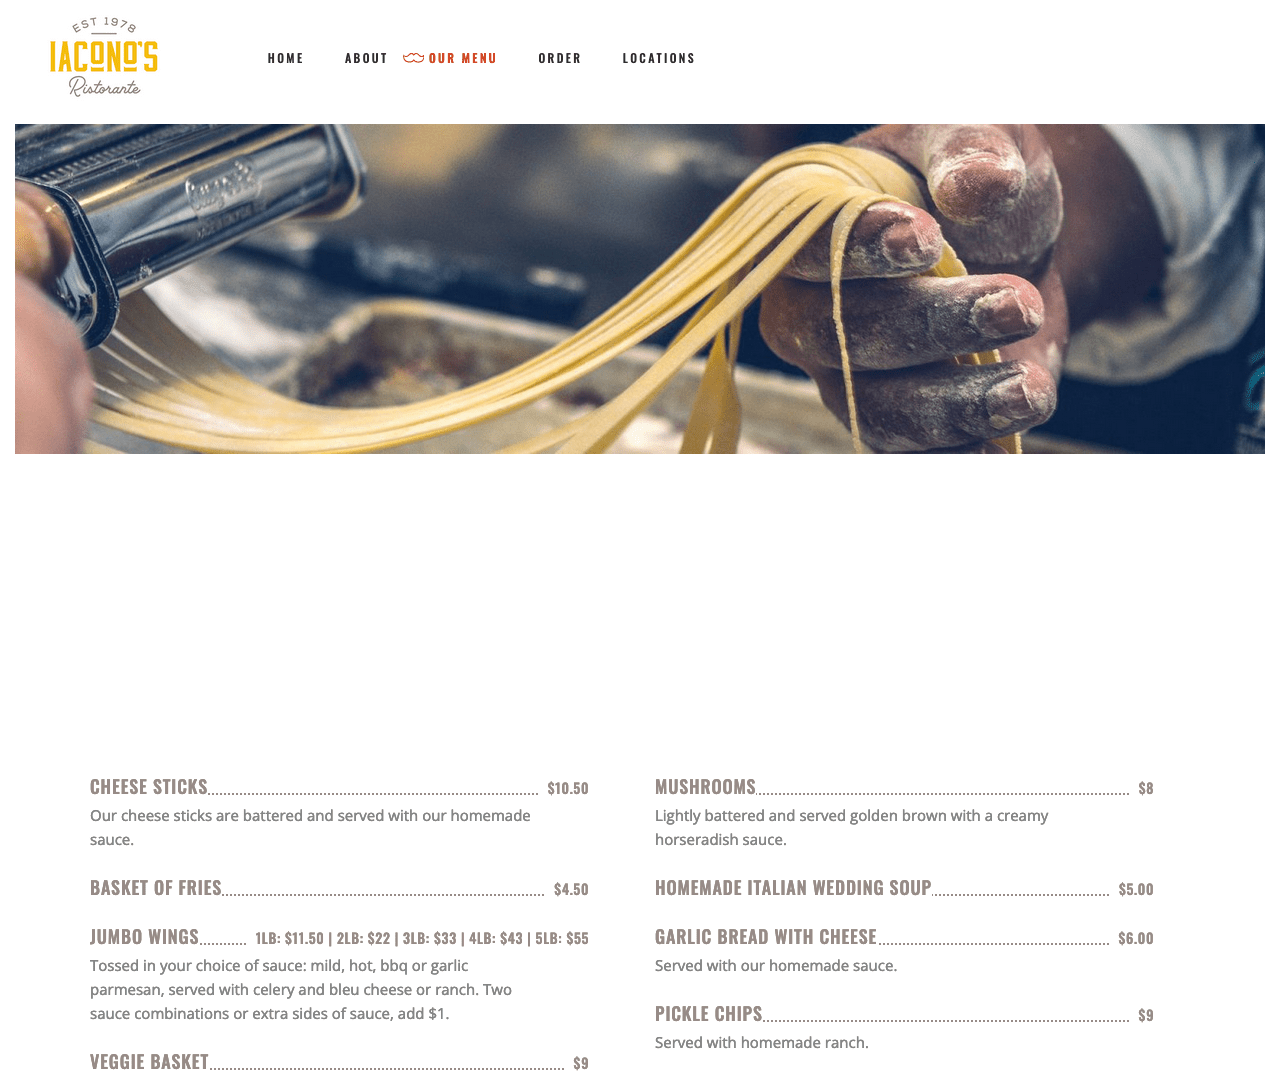 EST 1978
IACONO'S
Ristorante
HOME ABOUT OUR MENU ORDER LOCATIONS
CHEESE STICKS $10.50
Our cheese sticks are battered and served with our homemade
sauce.
BASKET OF FRIES $4.50
JUMBO WINGS 1LB: $11.50 | 2LB: $22 | 3LB: $33 | 4LB: $43 | 5LB: $55
Tossed in your choice of sauce: mild, hot, bbq or garlic
parmesan, served with celery and bleu cheese or ranch. Two
sauce combinations or extra sides of sauce, add $1.
VEGGIE BASKET $9
MUSHROOMS $8
Lightly battered and served golden brown with a creamy
horseradish sauce.
HOMEMADE ITALIAN WEDDING SOUP $5.00
GARLIC BREAD WITH CHEESE $6.00
Served with our homemade sauce.
PICKLE CHIPS $9
Served with homemade ranch.